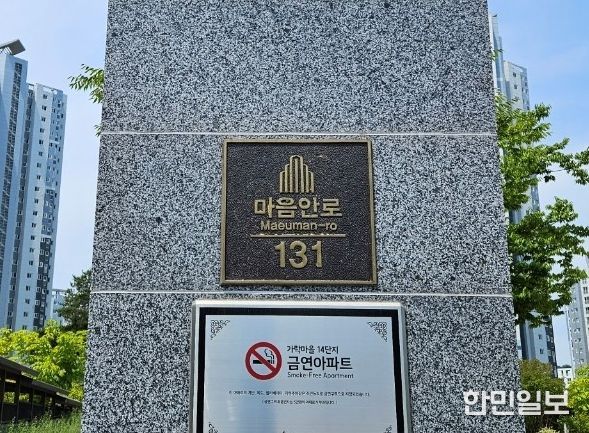 마음안로
Maeuman-ro
131
가락마을 14단지
금연아파트
Smoke-Free Apartment
한민일보